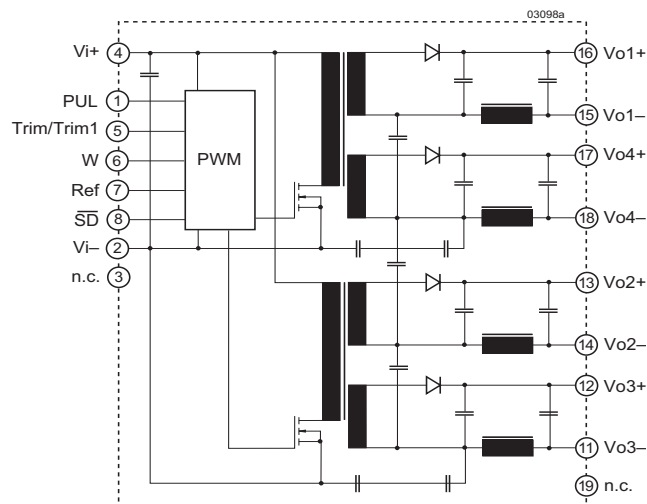 03098a
Vi+ 4
PUL 1
Trim/Trim1 5
W 6
Ref 7
SD 8
Vi– 2
n.c. 3
PWM
16 Vo1+
15 Vo1–
17 Vo4+
18 Vo4–
13 Vo2+
14 Vo2–
12 Vo3+
11 Vo3–
19 n.c.